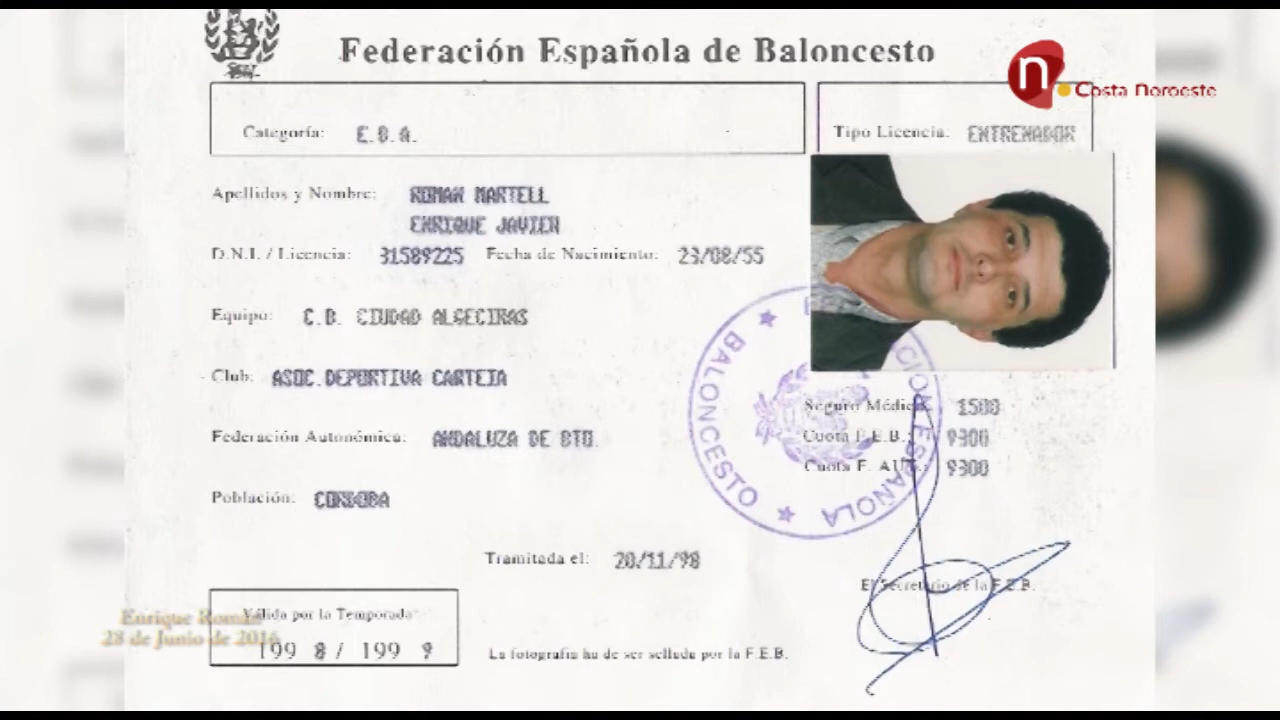 Federación Española de Baloncesto
n Costa noroeste
Categoría: E.B.A.
Tipo Licencia: ENTRENADOR
Apellidos y Nombre: ROMAN MARTELL
ENRIQUE JAVIER
D.N.I. / Licencia: 31589225 Fecha de Nacimiento: 23/08/55
Equipo: C.B. CIUDAD ALGECIRAS
Club: ASOC.DEPORTIVA CARTEIA
BALONCESTO ★ ESPAÑOLA ★
Seguro Médico: 1500
Cuota F.E.B.: 9300
Federación Autonómica: ANDALUZA DE BTO.
Cuota F. AUT.: 9300
Población: CORDOBA
Tramitada el: 20/11/98
El Secretario de la F.E.B.
Válida por la Temporada
Enrique Román
28 de Junio de 2016
199 8 / 199 9
La fotografía ha de ser sellada por la F.E.B.